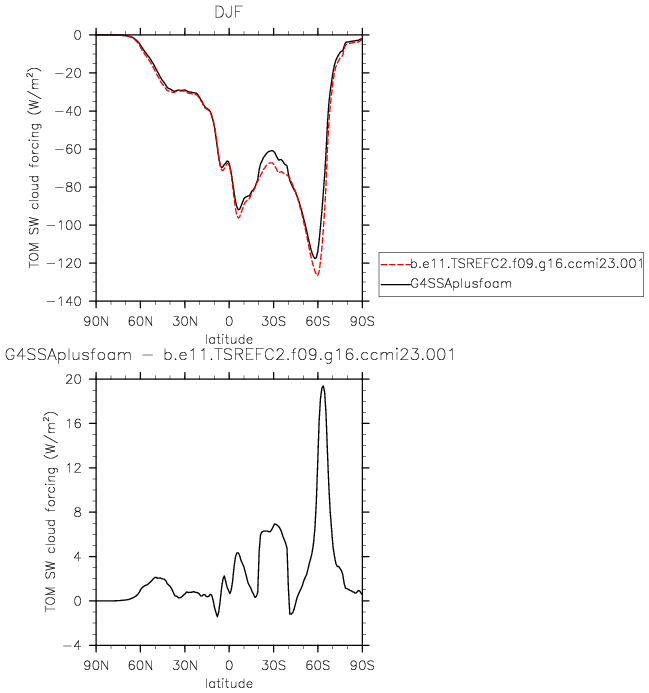 DJF
0
−20
−40
−60
−80
−100
−120
−140
TOM SW cloud forcing (W/m²)
90N 60N 30N 0 30S 60S 90S
latitude
b.e11.TSREFC2.f09.g16.ccmi23.001
G4SSAplusfoam
G4SSAplusfoam − b.e11.TSREFC2.f09.g16.ccmi23.001
20
16
12
8
4
0
−4
TOM SW cloud forcing (W/m²)
90N 60N 30N 0 30S 60S 90S
latitude